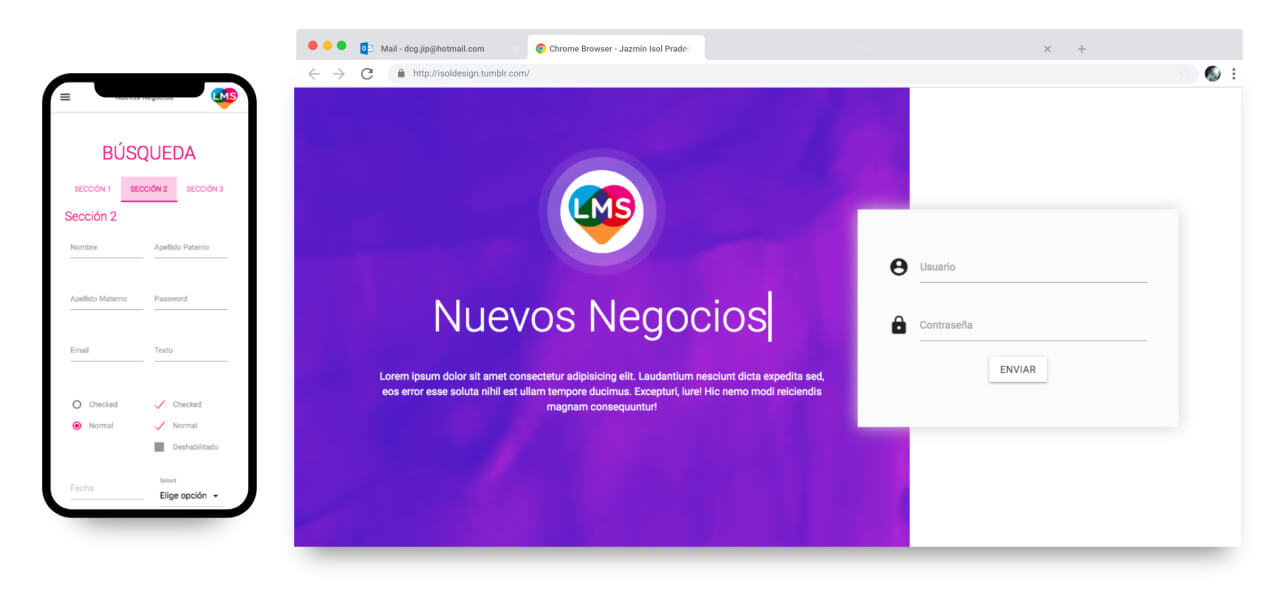 Nuevos Negocios
LMS
BÚSQUEDA
SECCIÓN 1 SECCIÓN 2 SECCIÓN 3
Sección 2
Nombre Apellido Paterno
Apellido Materno Password
Email Texto
Checked Checked
Normal Normal
Deshabilitado
Select
Fecha Elige opción
Mail - dcg.jip@hotmail.com Chrome Browser - Jazmín Isol Prado
http://isoldesign.tumblr.com/
LMS
Nuevos Negocios
Lorem ipsum dolor sit amet consectetur adipisicing elit. Laudantium nesciunt dicta expedita sed,
eos error esse soluta nihil est ullam tempore ducimus. Excepturi, iure! Hic nemo modi reiciendis
magnam consequuntur!
Usuario
Contraseña
ENVIAR